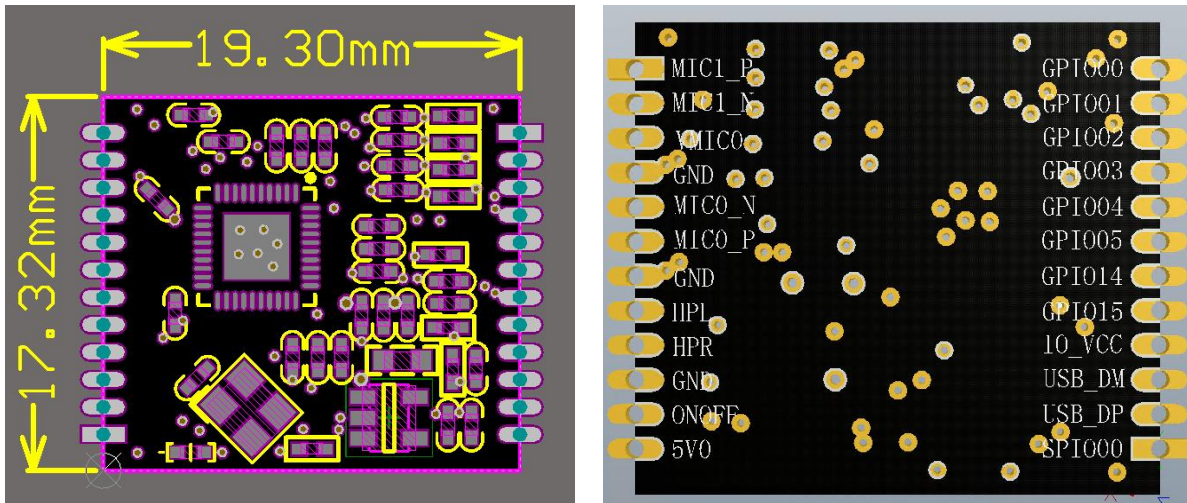 19.30mm
17.32mm
MIC1_P
MIC1_N
VMIC0
GND
MIC0_N
MIC0_P
GND
HPL
HPR
GND
ONOFF
5V0
GPIO00
GPIO01
GPIO02
GPIO03
GPIO04
GPIO05
GPIO14
GPIO15
IO_VCC
USB_DM
USB_DP
SPIO00